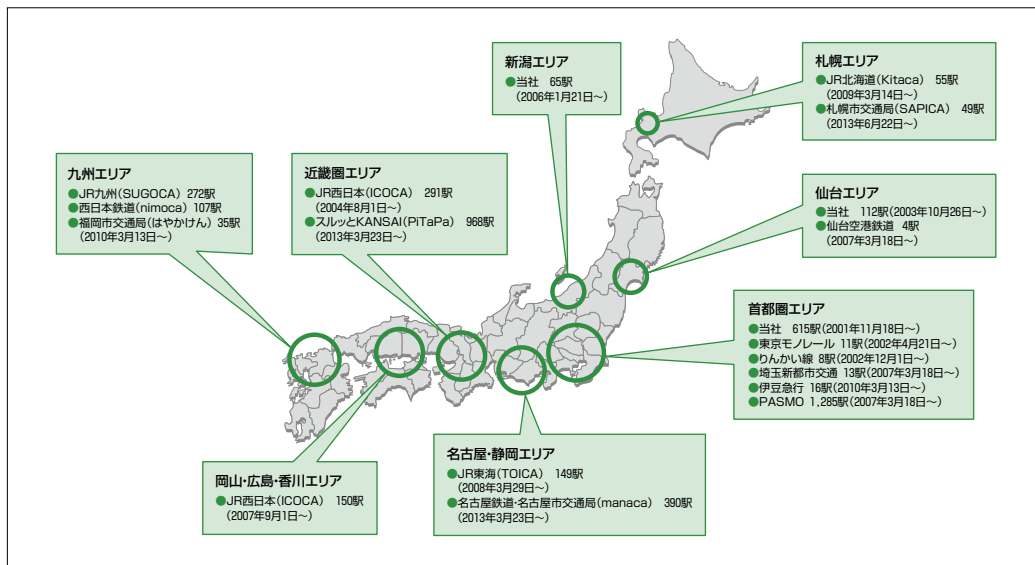 新潟エリア
●当社 65駅
(2006年1月21日～)
札幌エリア
●JR北海道(Kitaca) 55駅
(2009年3月14日～)
●札幌市交通局(SAPICA) 49駅
(2013年6月22日～)
九州エリア
●JR九州(SUGOCA) 272駅
●西日本鉄道(nimoca) 107駅
●福岡市交通局(はやかけん) 35駅
(2010年3月13日～)
近畿圏エリア
●JR西日本(ICOCA) 291駅
(2004年8月1日～)
●スルッとKANSAI(PiTaPa) 968駅
(2013年3月23日～)
仙台エリア
●当社 112駅(2003年10月26日～)
●仙台空港鉄道 4駅
(2007年3月18日～)
首都圏エリア
●当社 615駅(2001年11月18日～)
●東京モノレール 11駅(2002年4月21日～)
●りんかい線 8駅(2002年12月1日～)
●埼玉新都市交通 13駅(2007年3月18日～)
●伊豆急行 16駅(2010年3月13日～)
●PASMO 1,285駅(2007年3月18日～)
岡山・広島・香川エリア
●JR西日本(ICOCA) 150駅
(2007年9月1日～)
名古屋・静岡エリア
●JR東海(TOICA) 149駅
(2008年3月29日～)
●名古屋鉄道・名古屋市交通局(manaca) 390駅
(2013年3月23日～)